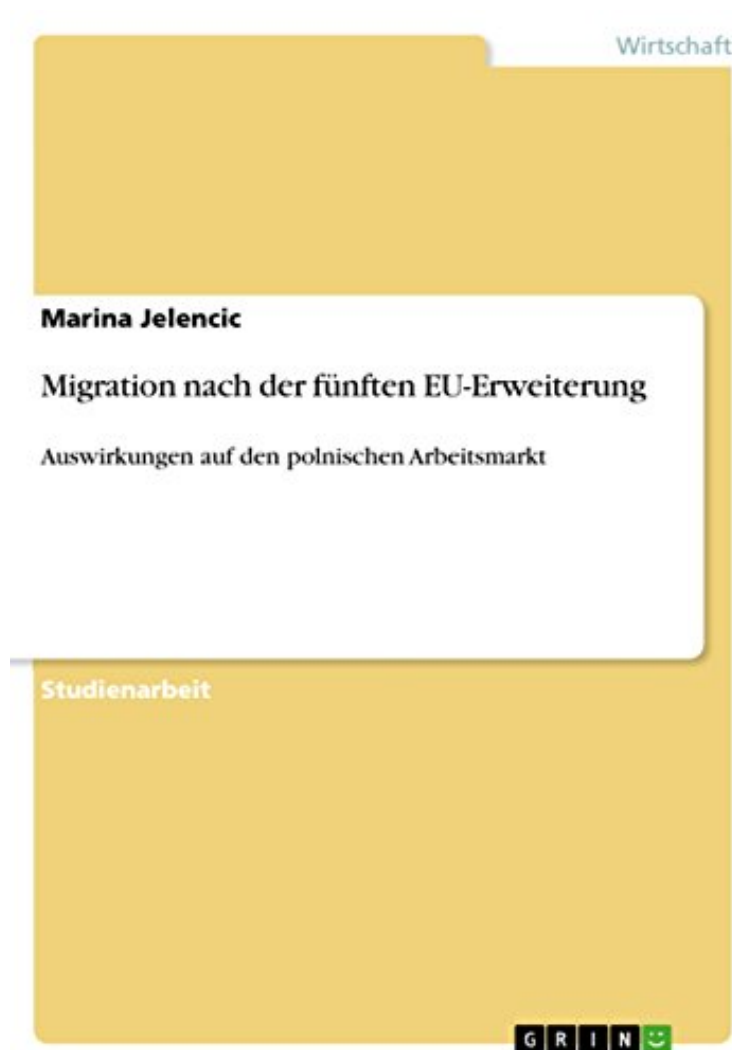 Wirtschaft
Marina Jelencic
Migration nach der fünften EU-Erweiterung
Auswirkungen auf den polnischen Arbeitsmarkt
Studienarbeit
GRIN